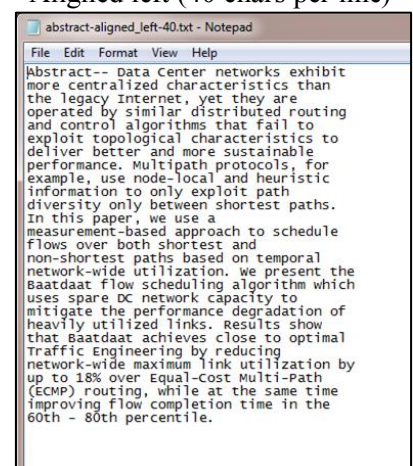 Aligned left (40 chars per line)
abstract-aligned_left-40.txt - Notepad
File Edit Format View Help
Abstract-- Data Center networks exhibit
more centralized characteristics than
the legacy Internet, yet they are
operated by similar distributed routing
and control algorithms that fail to
exploit topological characteristics to
deliver better and more sustainable
performance. Multipath protocols, for
example, use node-local and heuristic
information to only exploit path
diversity only between shortest paths.
In this paper, we use a
measurement-based approach to schedule
flows over both shortest and
non-shortest paths based on temporal
network-wide utilization. We present the
Baatdaat flow scheduling algorithm which
uses spare DC network capacity to
mitigate the performance degradation of
heavily utilized links. Results show
that Baatdaat achieves close to optimal
Traffic Engineering by reducing
network-wide maximum link utilization by
up to 18% over Equal-Cost Multi-Path
(ECMP) routing, while at the same time
improving flow completion time in the
60th - 80th percentile.